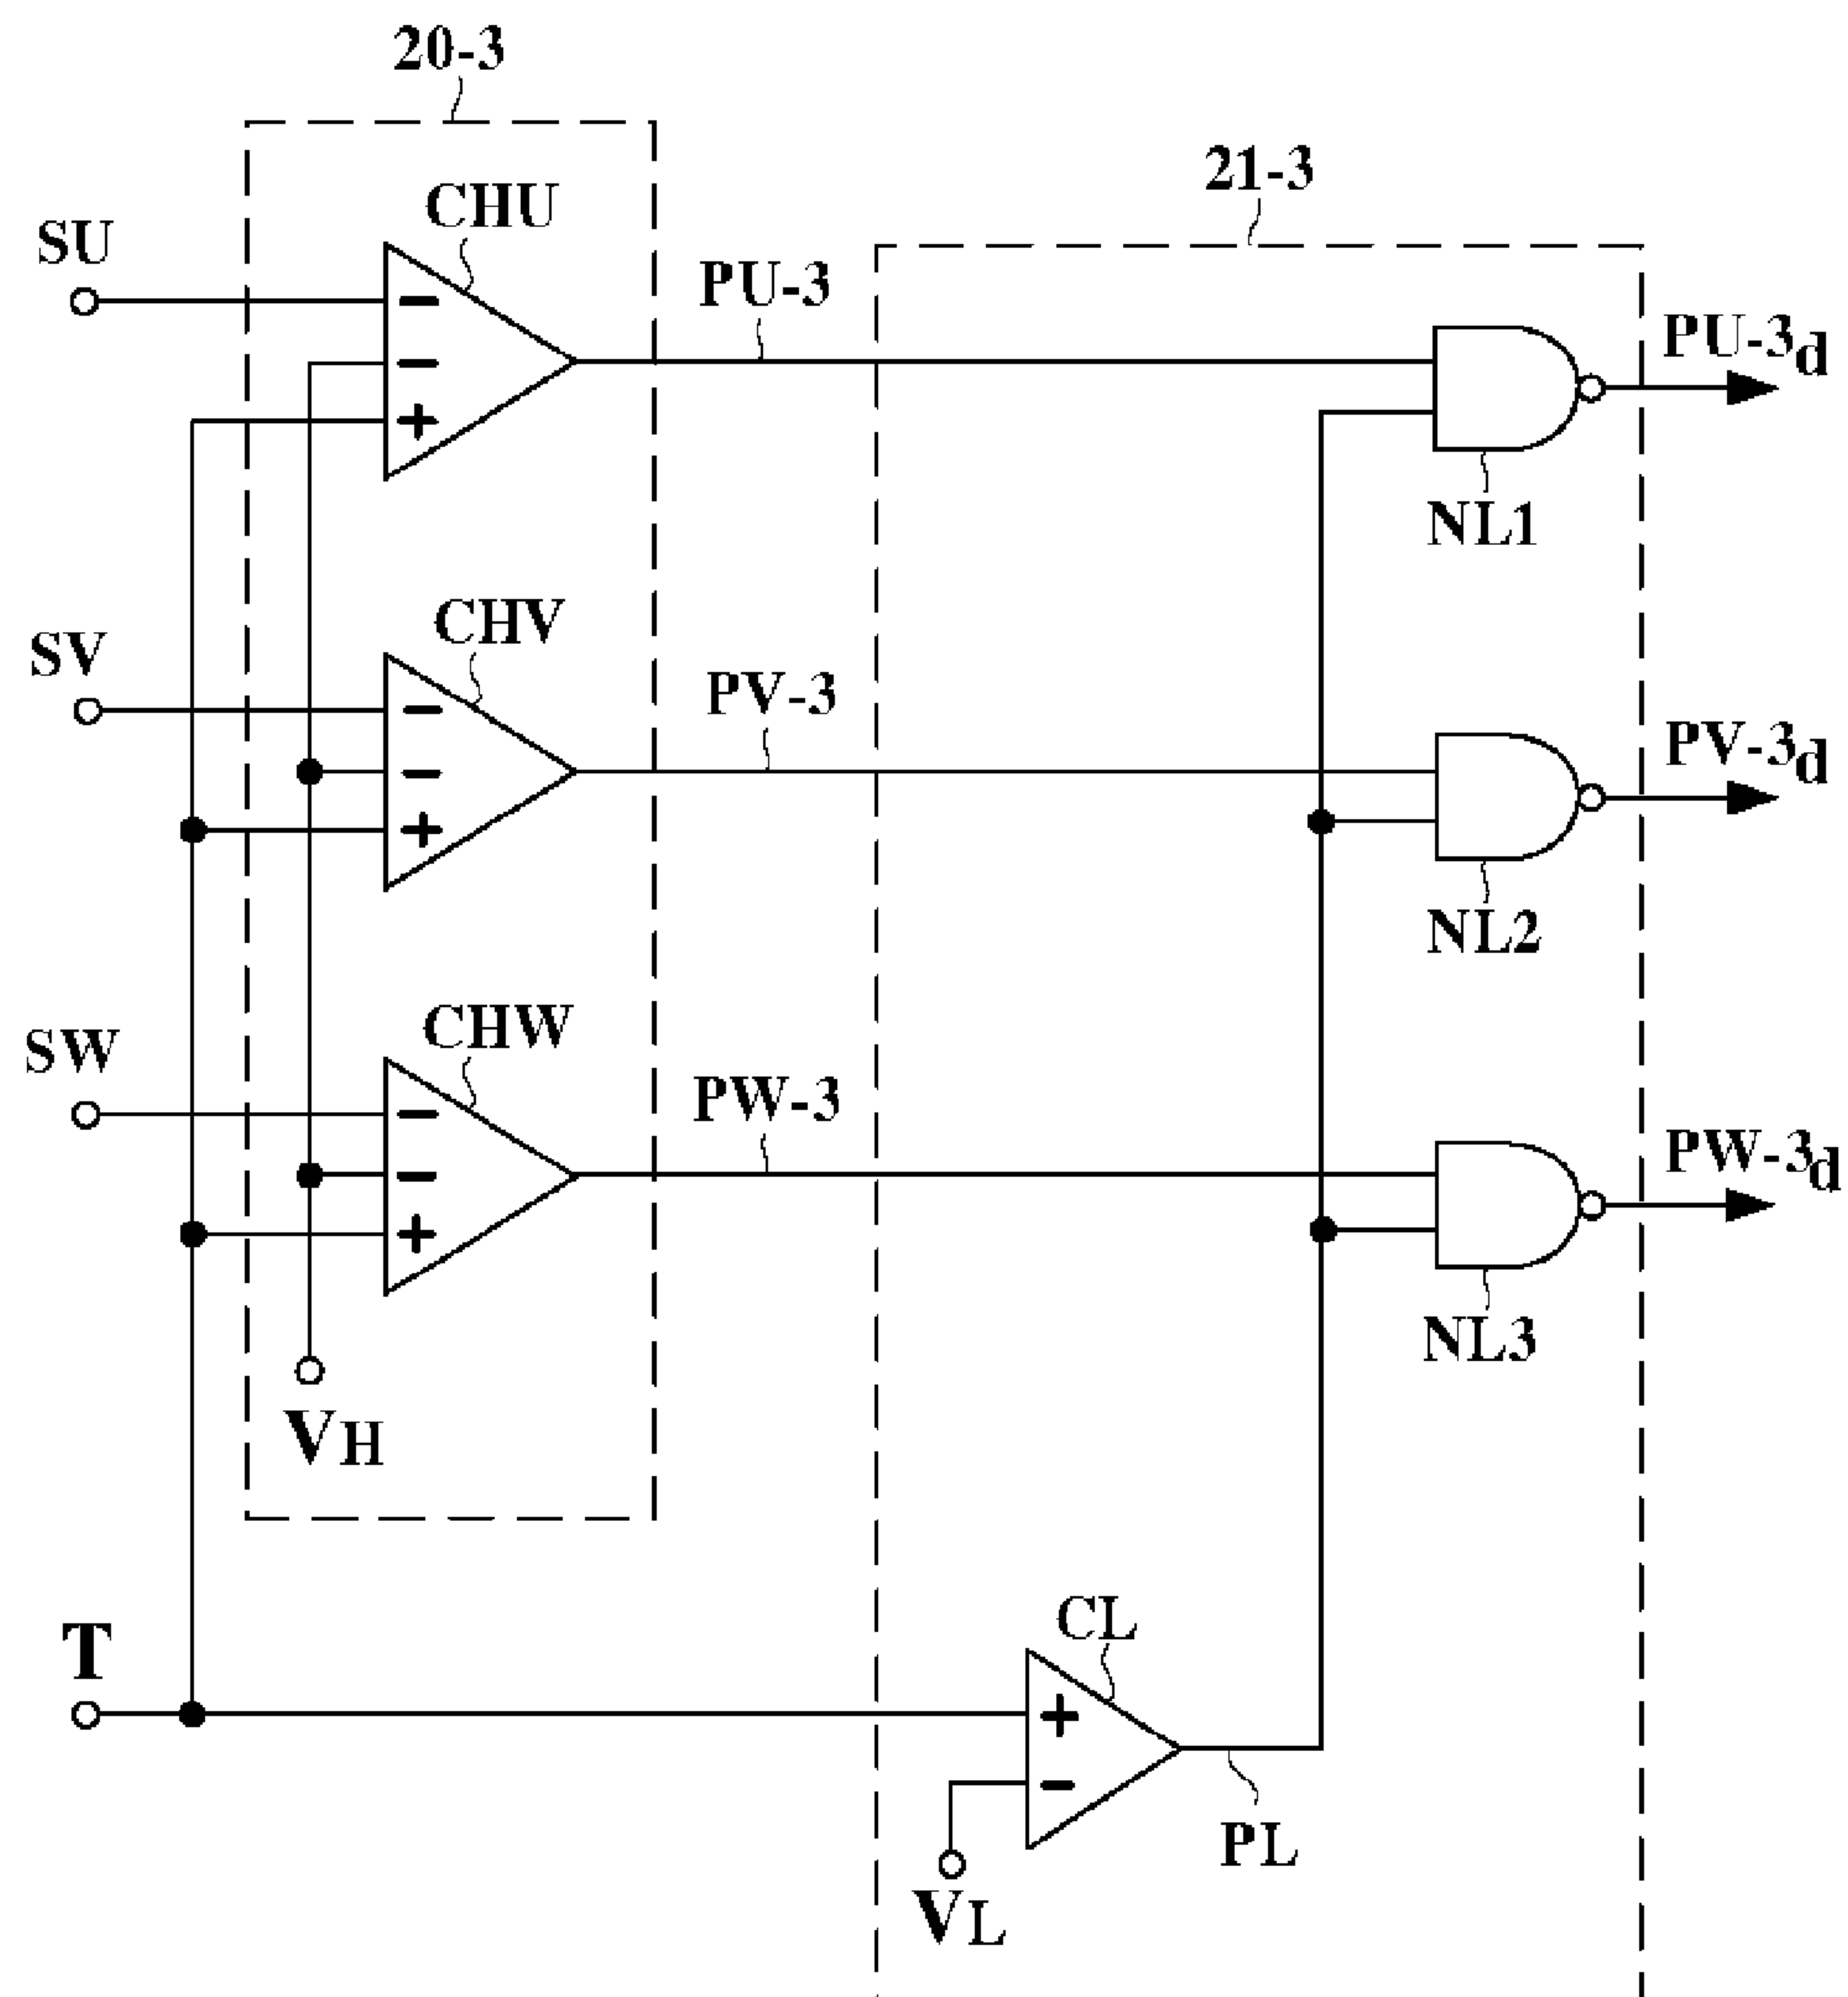 20-3
21-3
CHU
SU
PU-3
PU-3d
NL1
CHV
SV
PV-3
PV-3d
NL2
CHW
SW
PW-3
PW-3d
NL3
VH
T
CL
PL
VL